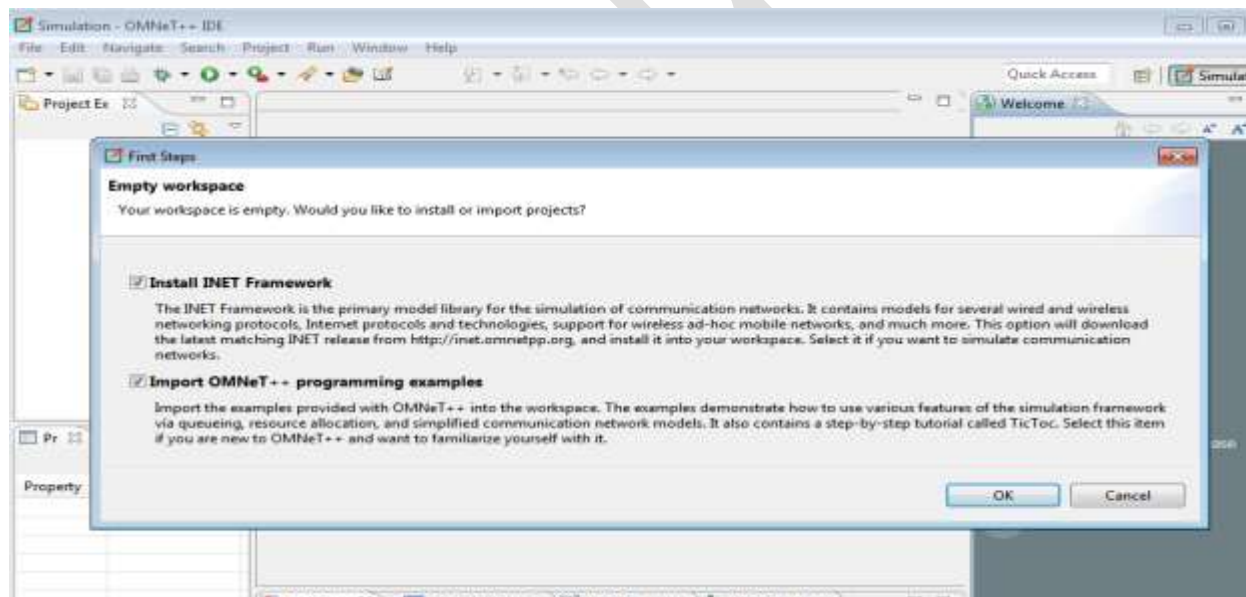 Simulation - OMNeT++ IDE
File Edit Navigate Search Project Run Window Help
Quick Access
Simula
Project Ex
Welcome
First Steps
Empty workspace
Your workspace is empty. Would you like to install or import projects?
Install INET Framework
The INET Framework is the primary model library for the simulation of communication networks. It contains models for several wired and wireless
networking protocols, Internet protocols and technologies, support for wireless ad-hoc mobile networks, and much more. This option will download
the latest matching INET release from http://inet.omnetpp.org, and install it into your workspace. Select it if you want to simulate communication
networks.
Import OMNeT++ programming examples
Import the examples provided with OMNeT++ into the workspace. The examples demonstrate how to use various features of the simulation framework
via queueing, resource allocation, and simplified communication network models. It also contains a step-by-step tutorial called TicToc. Select this item
if you are new to OMNeT++ and want to familiarize yourself with it.
Pr
Property
OK Cancel